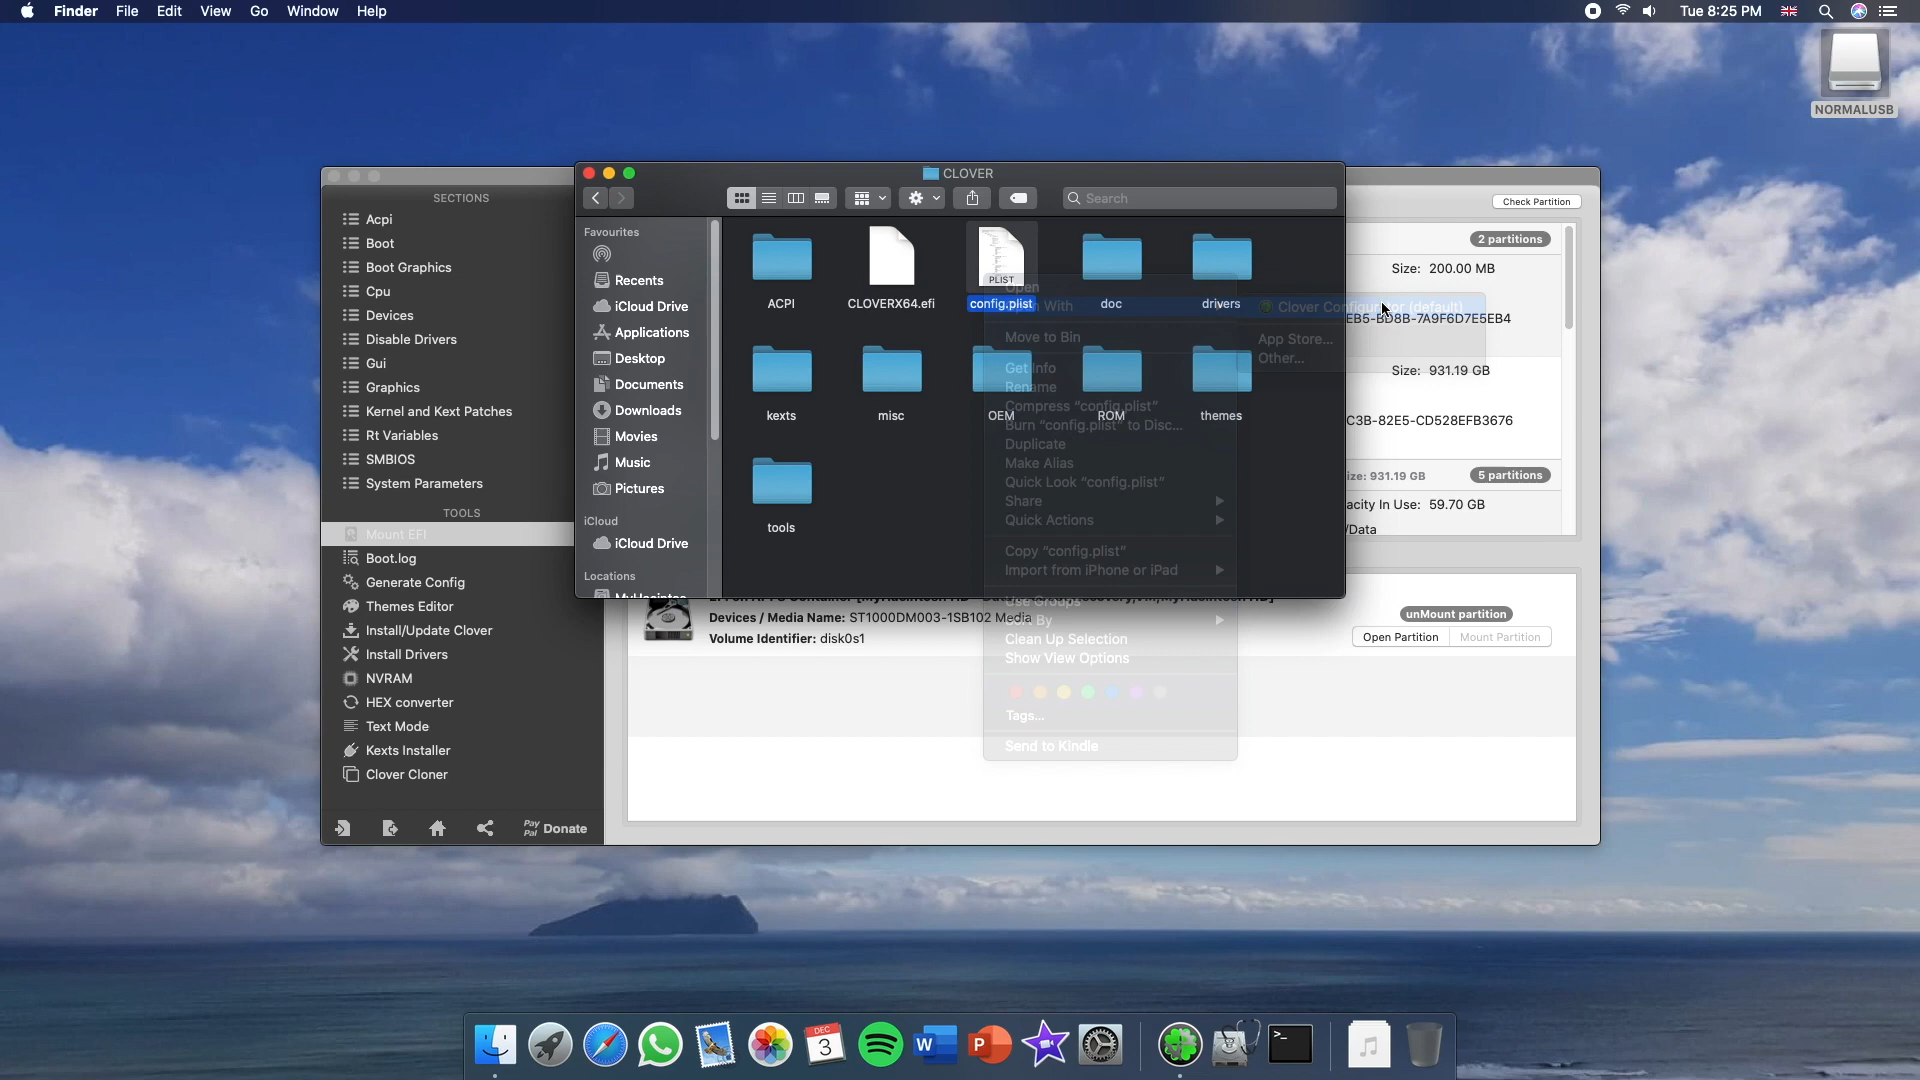 Finder File Edit View Go Window Help
Tue 8:25 PM
NORMALUSB
SECTIONS
Acpi
Boot
Boot Graphics
Cpu
Devices
Disable Drivers
Gui
Graphics
Kernel and Kext Patches
Rt Variables
SMBIOS
System Parameters
TOOLS
Mount EFI
Boot.log
Generate Config
Themes Editor
Install/Update Clover
Install Drivers
NVRAM
HEX converter
Text Mode
Kexts Installer
Clover Cloner
Pay Pal Donate
CLOVER
Search
Favourites
Recents
iCloud Drive
Applications
Desktop
Documents
Downloads
Movies
Music
Pictures
iCloud
iCloud Drive
Locations
ACPI
CLOVERX64.efi
PLIST
config.plist
doc
drivers
kexts
misc
OEM
ROM
themes
tools
Open
With
Move to Bin
Get Info
Rename
Compress “config.plist”
Burn “config.plist” to Disc...
Duplicate
Make Alias
Quick Look “config.plist”
Share
Quick Actions
Copy “config.plist”
Import from iPhone or iPad
Use Groups
Sort By
Clean Up Selection
Show View Options
Tags...
Send to Kindle
Clover Configurator (default)
App Store...
Other...
Check Partition
2 partitions
Size: 200.00 MB
EB5-BD8B-7A9F6D7E5EB4
Size: 931.19 GB
C3B-82E5-CD528EFB3676
ize: 931.19 GB
5 partitions
acity In Use: 59.70 GB
/Data
Devices / Media Name: ST1000DM003-1SB102 Media
Volume Identifier: disk0s1
unMount partition
Open Partition
Mount Partition
DEC
3
W
P
>_